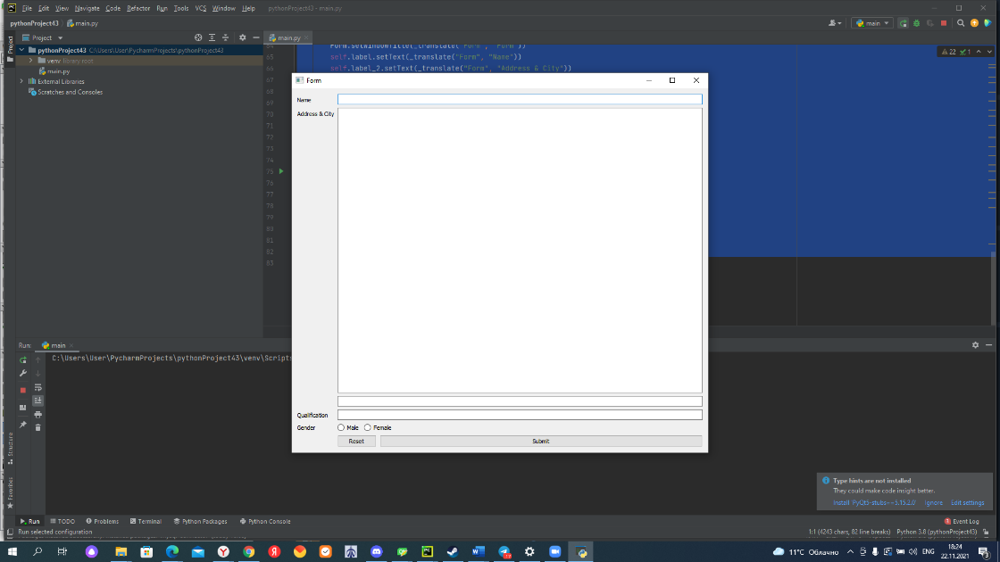 File Edit View Navigate Code Refactor Run Tools VCS Window Help pythonProject43 - main.py
pythonProject43 main.py
main
Project
pythonProject43 C:\Users\User\PycharmProjects\pythonProject43
venv library root
main.py
External Libraries
Scratches and Consoles
Project
Structure
Favorites
main.py
22 1
Form.setWindowTitle(_translate("Form", "Form"))
65 self.label.setText(_translate("Form", "Name"))
66 self.label_2.setText(_translate("Form", "Address & City"))
67
68
69
70
71
72
73
74
75
76
77
78
79
80
81
82
83
Form
Name
Address & City
Qualification
Gender Male Female
Reset Submit
Run: main
C:\Users\User\PycharmProjects\pythonProject43\venv\Scripts
Type hints are not installed
They could make code insight better.
Install 'PyQt5-stubs==5.15.2.0' Ignore Edit settings
Run TODO Problems Terminal Python Packages Python Console
Event Log
Run selected configuration
1:1 (4243 chars, 82 line breaks) Python 3.8 (pythonProject43)
11°C Облачно ENG
18:24
22.11.2021